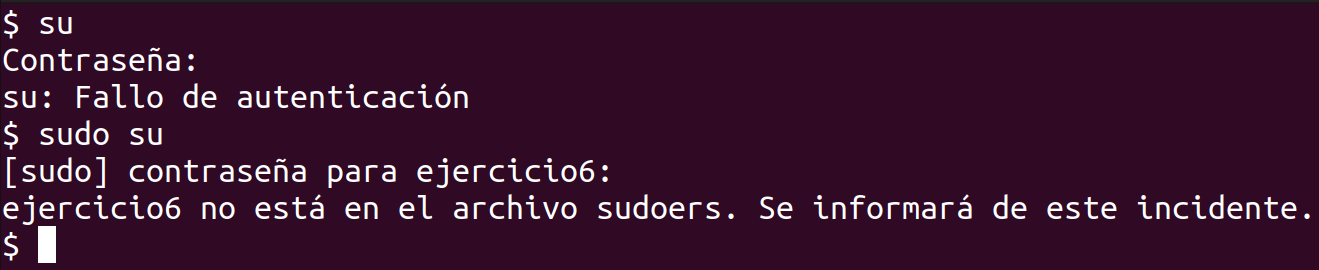 $ su
Contraseña:
su: Fallo de autenticación
$ sudo su
[sudo] contraseña para ejercicio6:
ejercicio6 no está en el archivo sudoers. Se informará de este incidente.
$